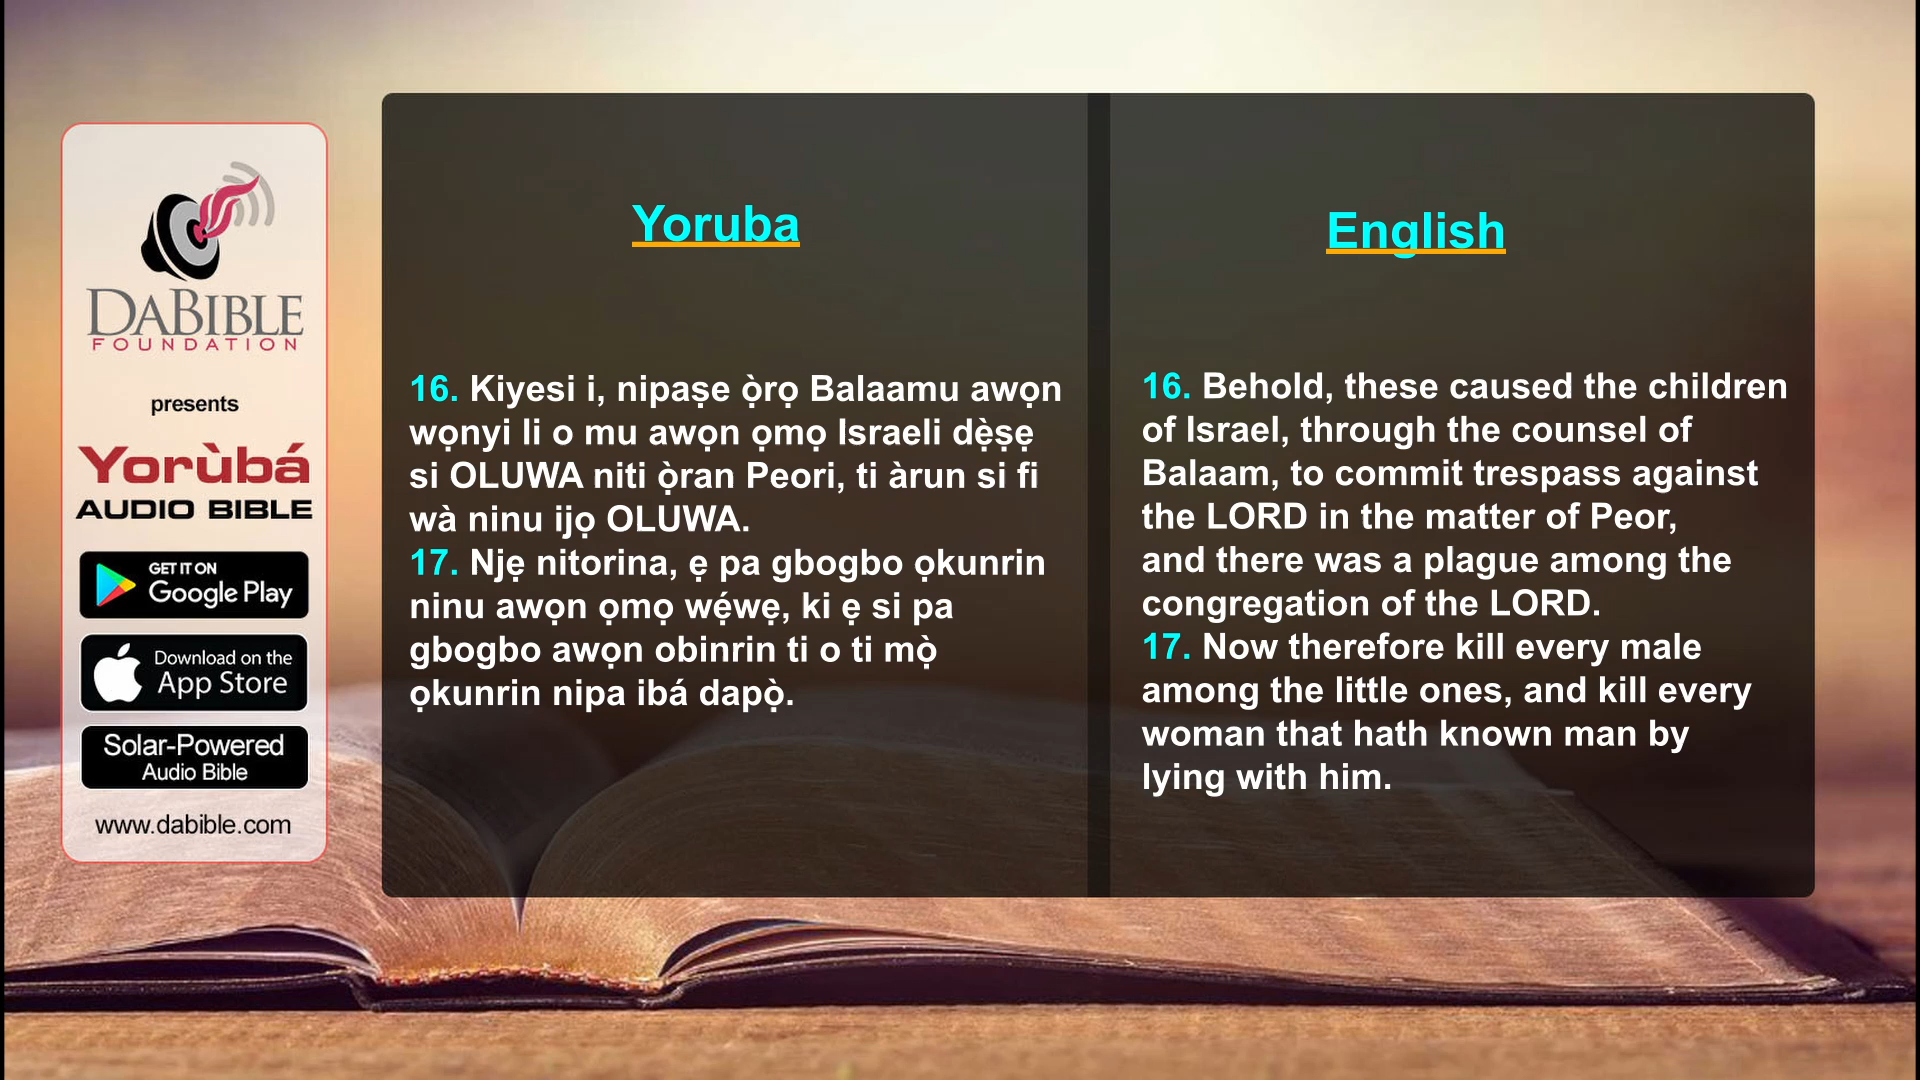 DABIBLE
FOUNDATION
presents
Yorùbá
AUDIO BIBLE
GET IT ON
Google Play
Download on the
App Store
Solar-Powered
Audio Bible
www.dabible.com
Yoruba
16. Kiyesi i, nipaṣe ọ̀rọ Balaamu awọn
wọnyi li o mu awọn ọmọ Israeli dẹ̀ṣẹ
si OLUWA niti ọ̀ran Peori, ti àrun si fi
wà ninu ijọ OLUWA.
17. Njẹ nitorina, ẹ pa gbogbo ọkunrin
ninu awọn ọmọ wẹ́wẹ, ki ẹ si pa
gbogbo awọn obinrin ti o ti mọ̀
ọkunrin nipa ibá dapọ̀.
English
16. Behold, these caused the children
of Israel, through the counsel of
Balaam, to commit trespass against
the LORD in the matter of Peor,
and there was a plague among the
congregation of the LORD.
17. Now therefore kill every male
among the little ones, and kill every
woman that hath known man by
lying with him.